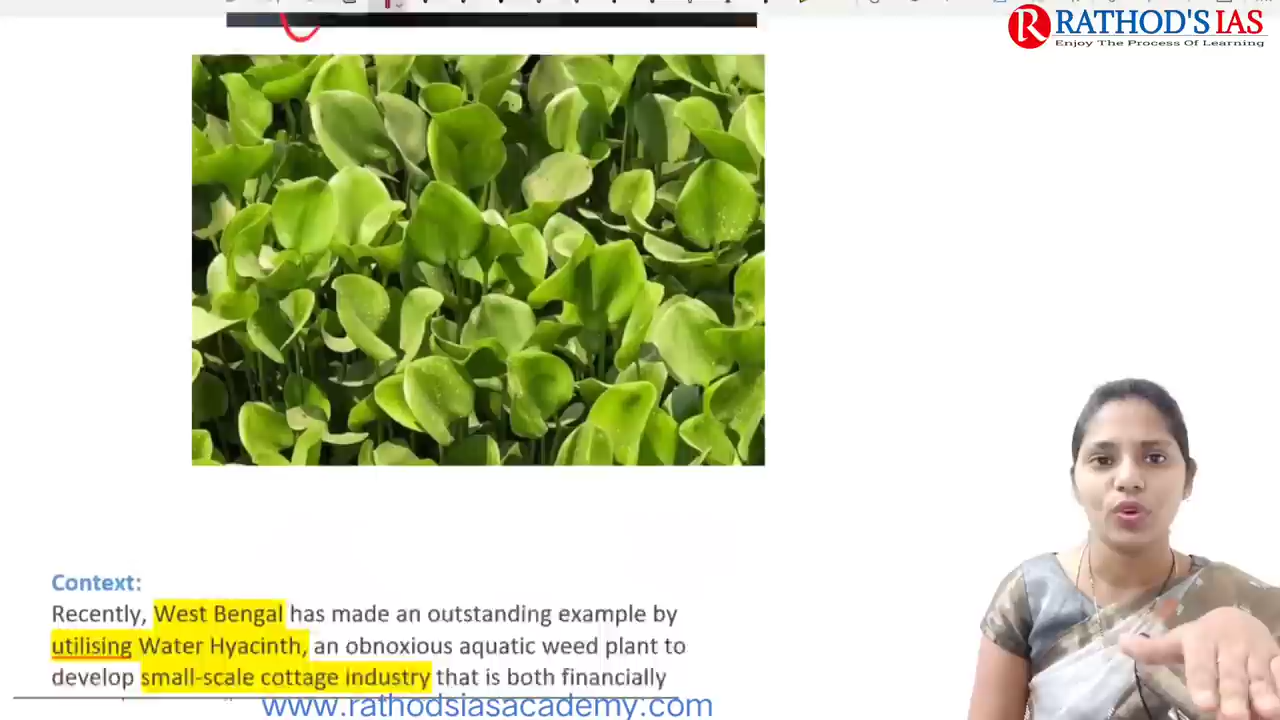 R RATHOD'S IAS
Enjoy The Process Of Learning
Context:
Recently, West Bengal has made an outstanding example by
utilising Water Hyacinth, an obnoxious aquatic weed plant to
develop small-scale cottage industry that is both financially
www.rathodsiasacademy.com